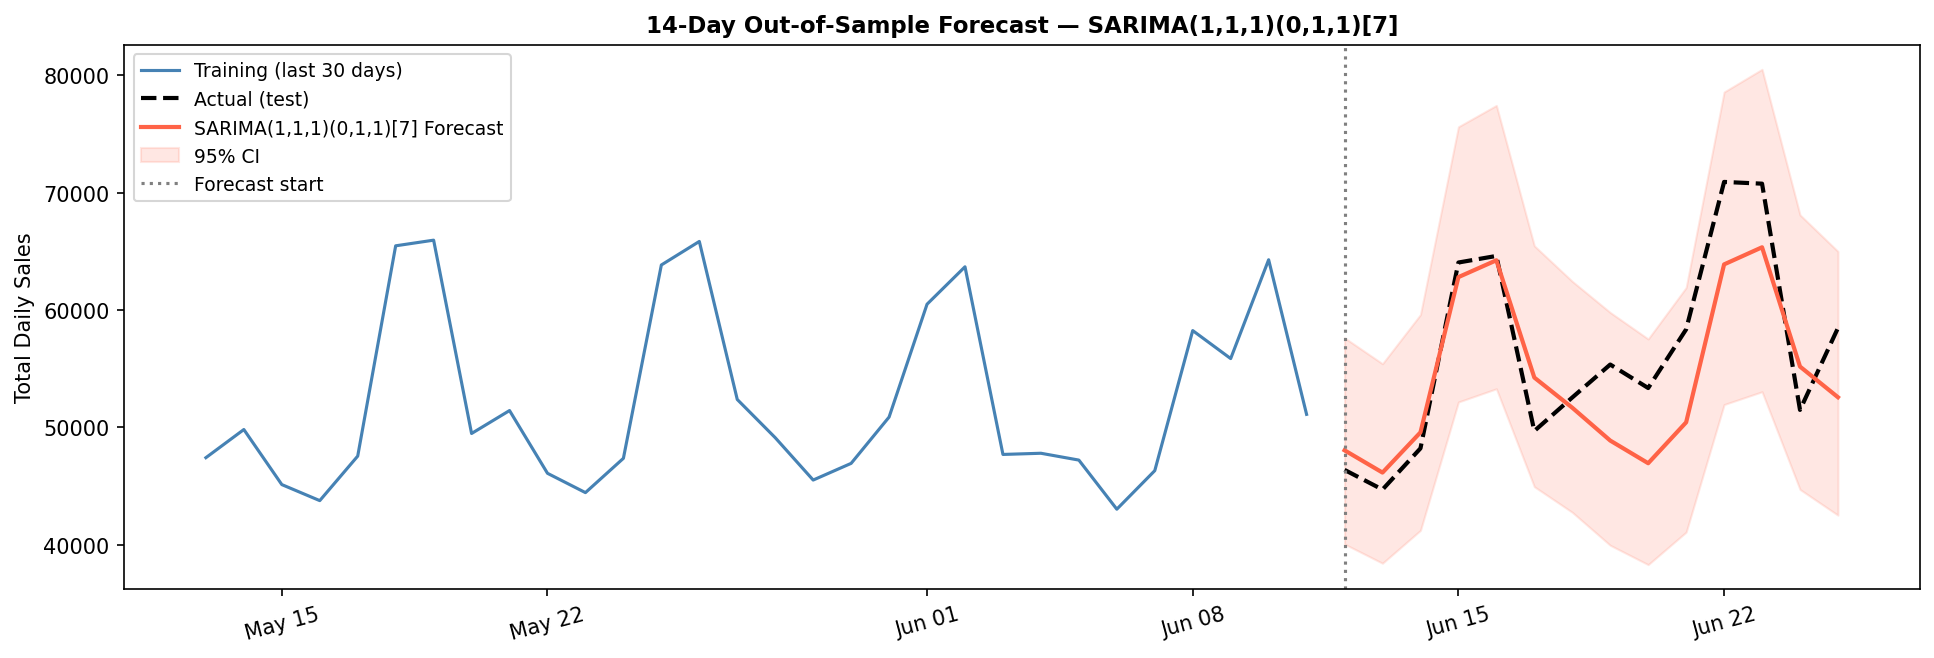 14-Day Out-of-Sample Forecast — SARIMA(1,1,1)(0,1,1)[7]
Training (last 30 days)
Actual (test)
SARIMA(1,1,1)(0,1,1)[7] Forecast
95% CI
Forecast start
Total Daily Sales
80000
70000
60000
50000
40000
May 15
May 22
Jun 01
Jun 08
Jun 15
Jun 22